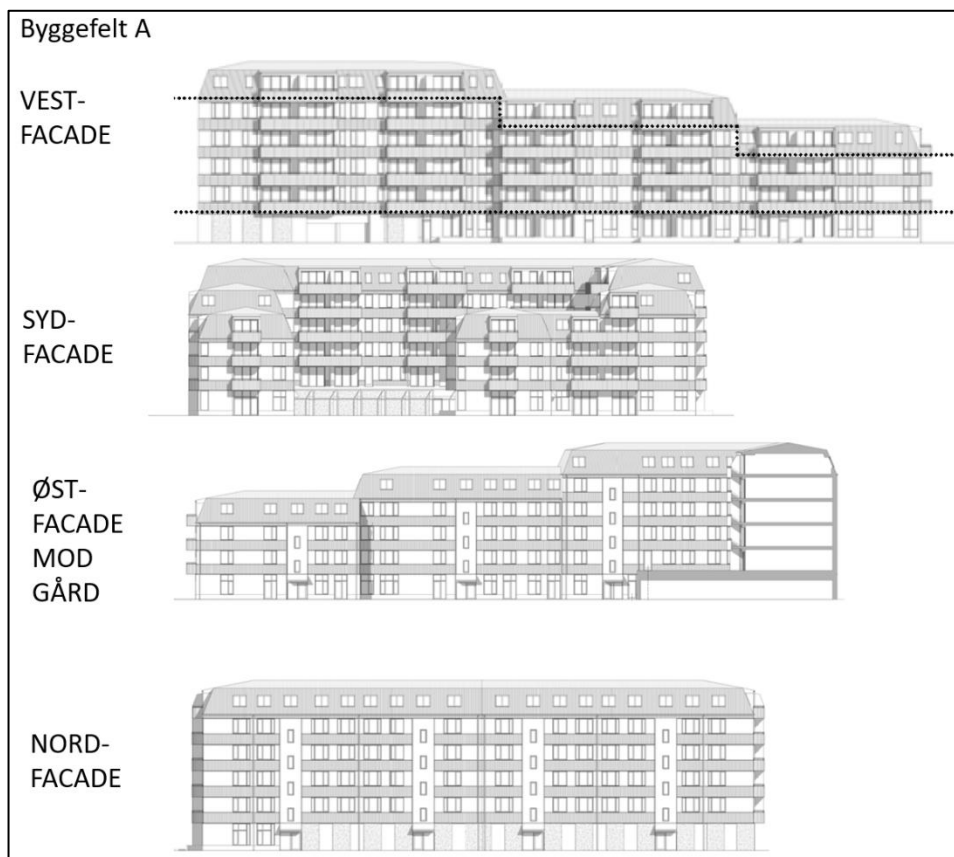 Byggefelt A
VEST-
FACADE
SYD-
FACADE
ØST-
FACADE
MOD
GÅRD
NORD-
FACADE